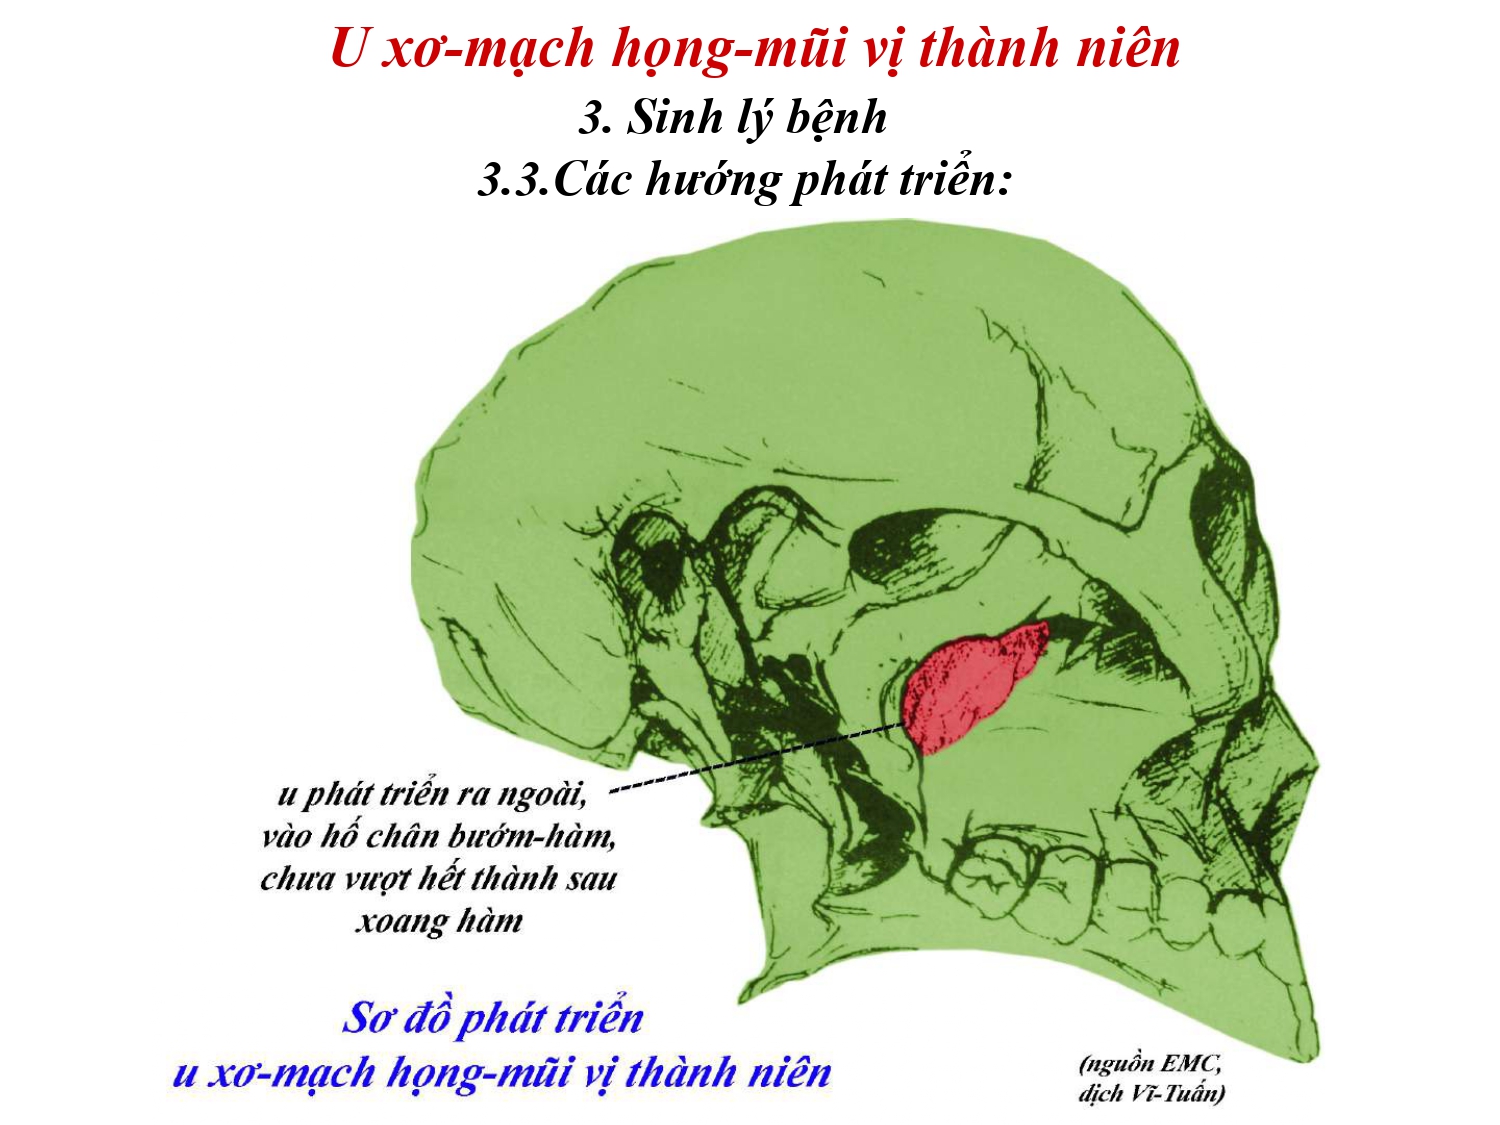 U xơ-mạch họng-mũi vị thành niên
3. Sinh lý bệnh
3.3.Các hướng phát triển:
u phát triển ra ngoài,
vào hố chân bướm-hàm,
chưa vượt hết thành sau
xoang hàm
Sơ đồ phát triển
u xơ-mạch họng-mũi vị thành niên
(nguồn EMC,
dịch Vĩ-Tuấn)